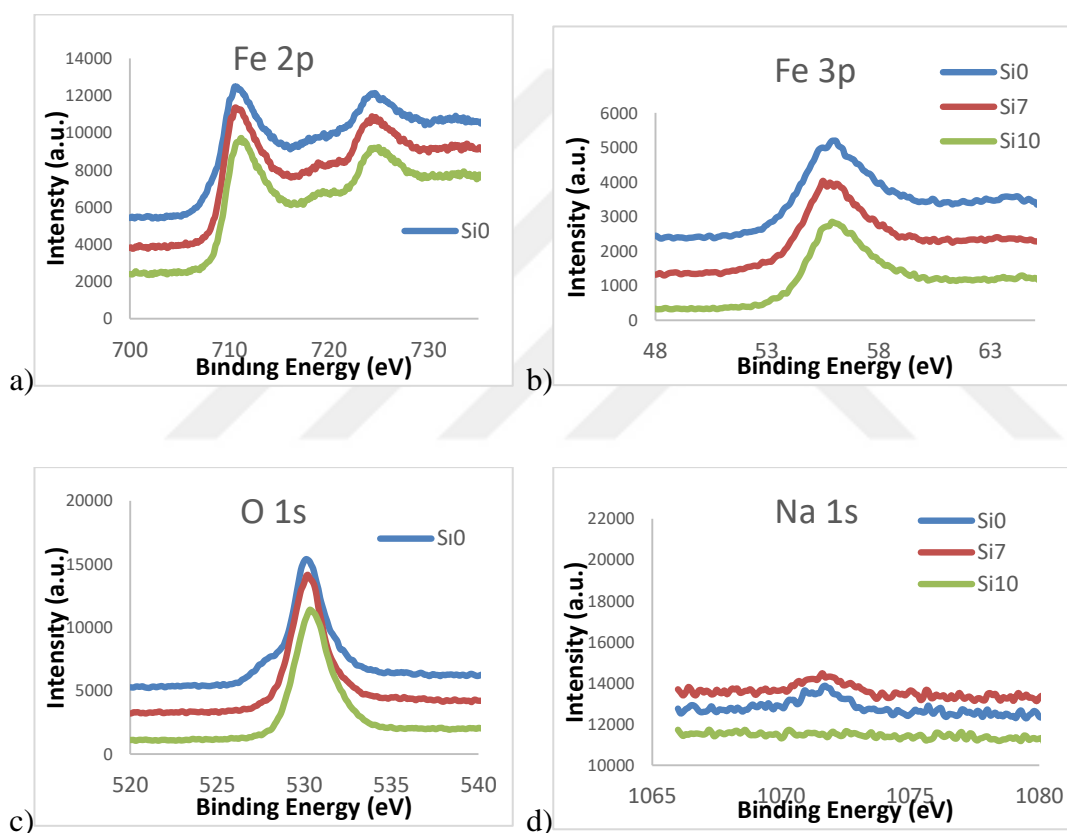 Fe 2p
14000
12000
10000
8000
6000
4000
2000
0
700
710
720
730
Intensty (a.u.)
Bındıng Energy (eV)
Si0
a)
Fe 3p
Si0
Si7
Si10
6000
5000
4000
3000
2000
1000
0
48
53
58
63
Intensity (a.u.)
Binding Energy (eV)
b)
O 1s
Sı0
20000
15000
10000
5000
0
520
525
530
535
540
Intensity (a.u.)
Binding Energy (eV)
c)
Na 1s
Si0
Si7
Si10
22000
20000
18000
16000
14000
12000
10000
1065
1070
1075
1080
Intensity (a.u.)
Binding Energy (eV)
d)